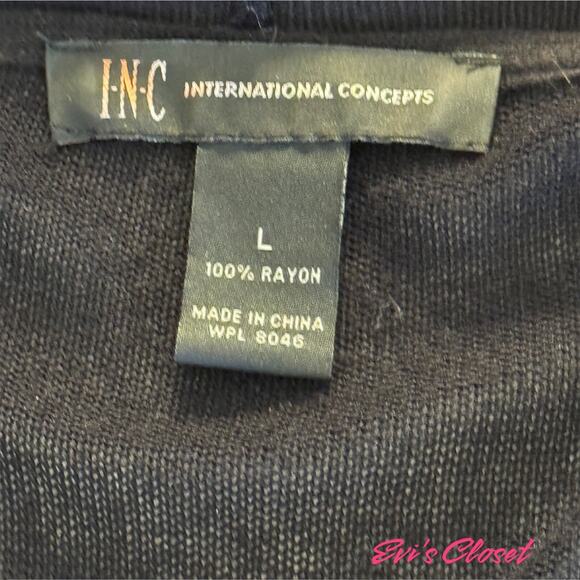 I·N·C INTERNATIONAL CONCEPTS
L
100% RAYON
MADE IN CHINA
WPL 8046
Evi's Closet